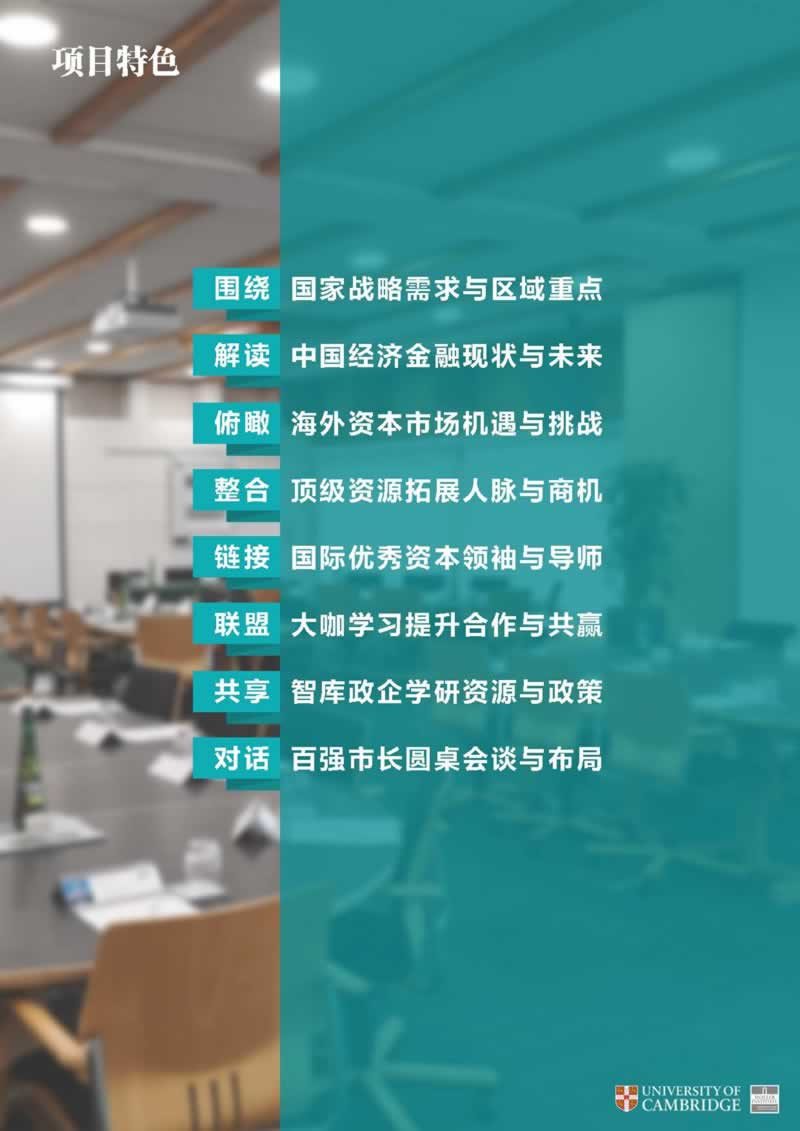 项目特色
围绕 国家战略需求与区域重点
解读 中国经济金融现状与未来
俯瞰 海外资本市场机遇与挑战
整合 顶级资源拓展人脉与商机
链接 国际优秀资本领袖与导师
联盟 大咖学习提升合作与共赢
共享 智库政企学研资源与政策
对话 百强市长圆桌会谈与布局
UNIVERSITY OF
CAMBRIDGE